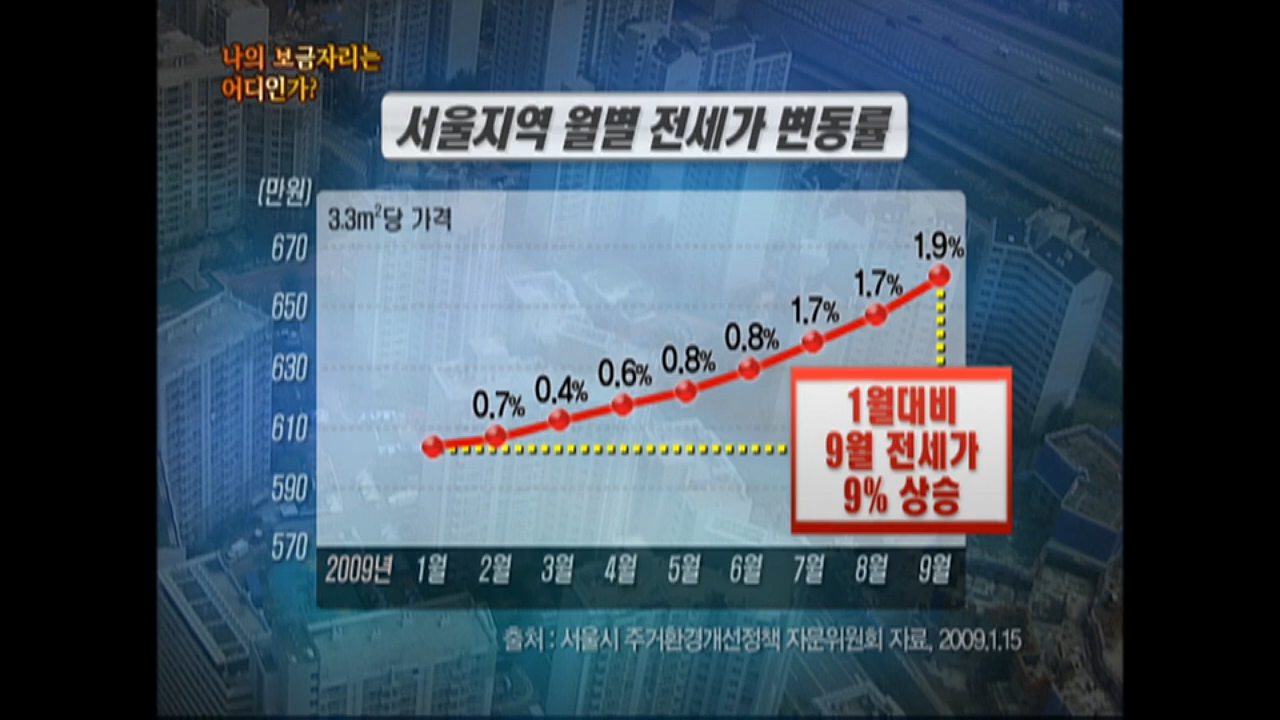 나의 보금자리는
어디인가?
서울지역 월별 전세가 변동률
(만원)
3.3m²당 가격
670
650
630
610
590
570
0.7%
0.4%
0.6%
0.8%
0.8%
1.7%
1.7%
1.9%
1월대비
9월 전세가
9% 상승
2009년 1월 2월 3월 4월 5월 6월 7월 8월 9월
출처 : 서울시 주거환경개선정책 자문위원회 자료, 2009.1.15